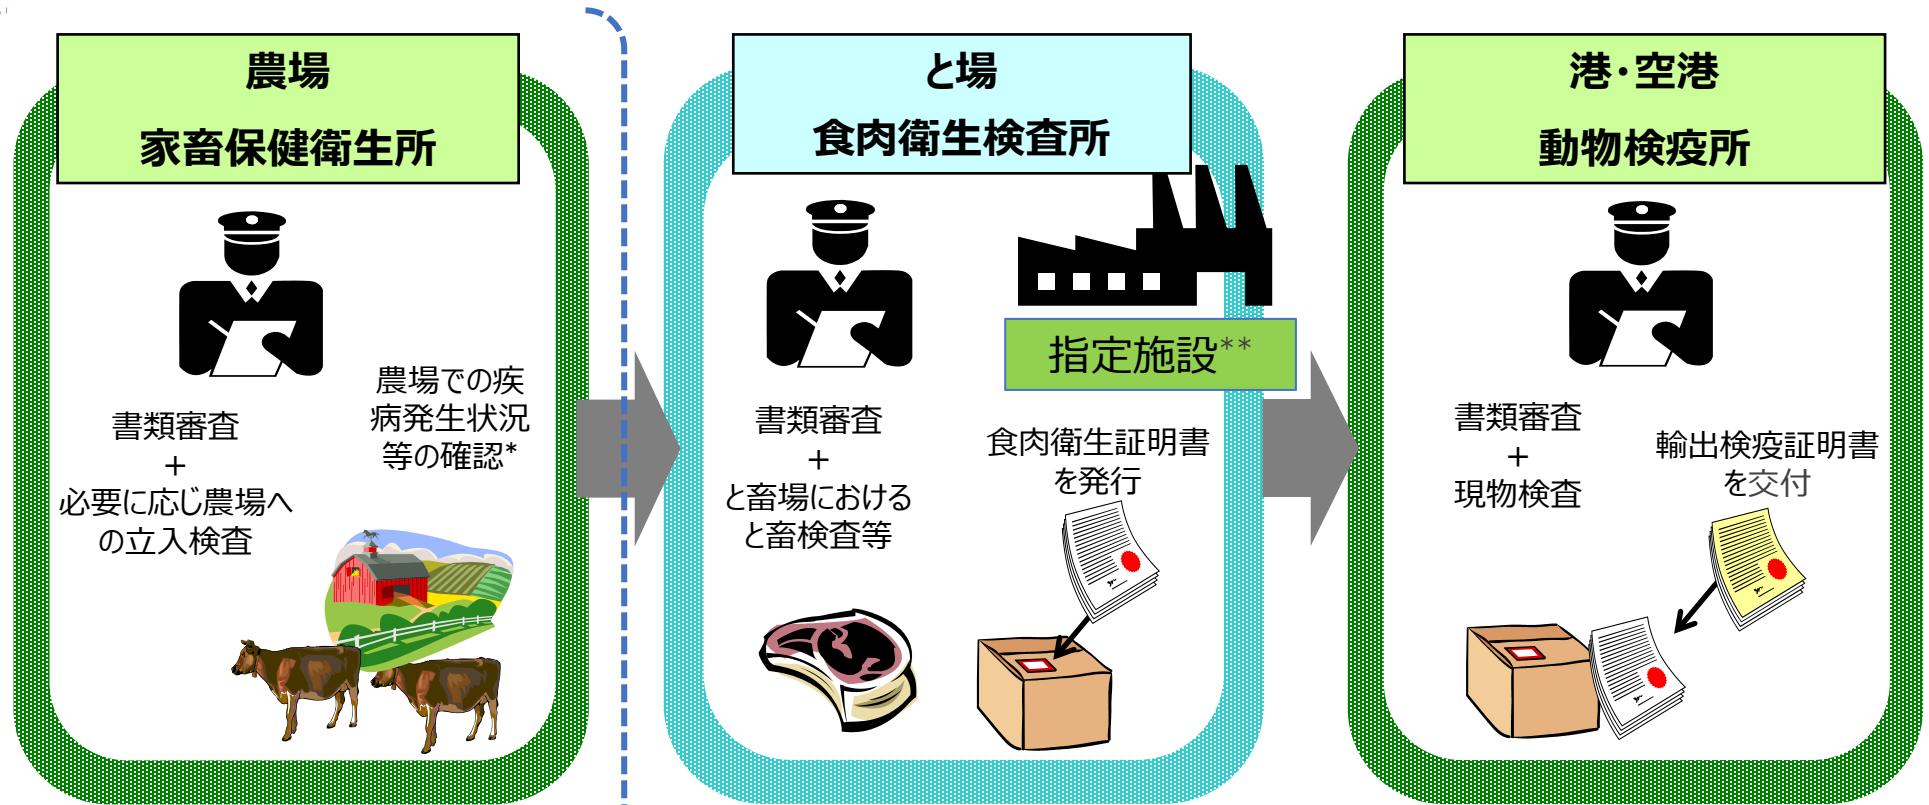 農場
家畜保健衛生所
書類審査
+
必要に応じ農場へ
の立入検査
農場での疾
病発生状況
等の確認*
と場
食肉衛生検査所
指定施設**
書類審査
+
と畜場における
と畜検査等
食肉衛生証明書
を発行
港・空港
動物検疫所
書類審査
+
現物検査
輸出検疫証明書
を交付